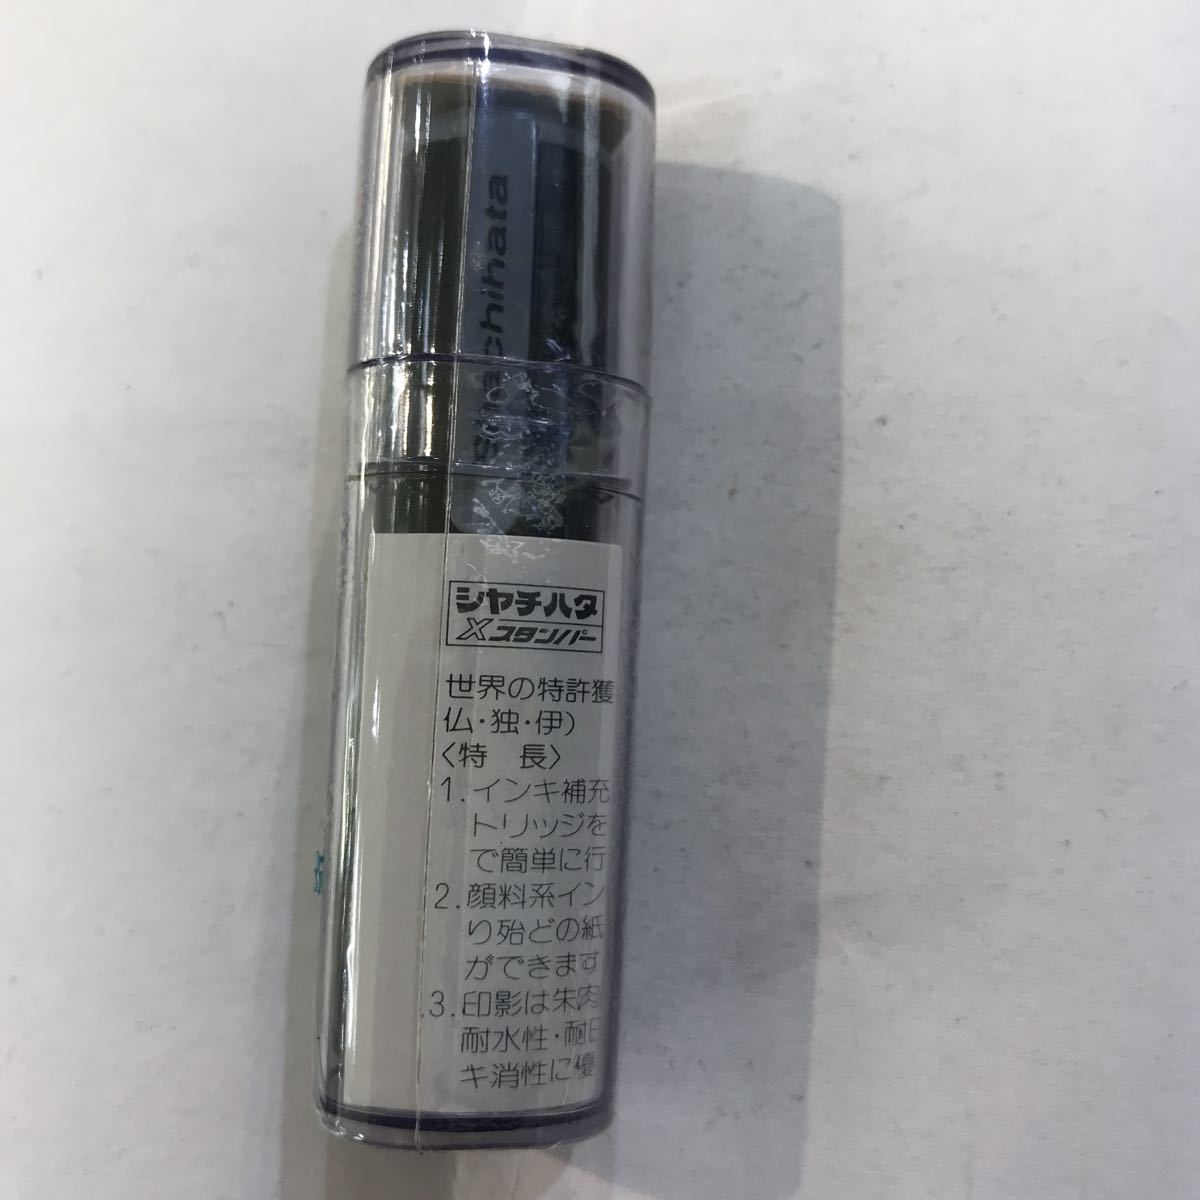 Shachihata
シヤチハタ
Xスタンパー
世界の特許獲
仏・独・伊）
〈特　長〉
1.インキ補充
トリッジを
で簡単に行
2.顔料系イン
り殆どの紙
ができます
3.印影は朱肉
耐水性・耐日
キ消性に優